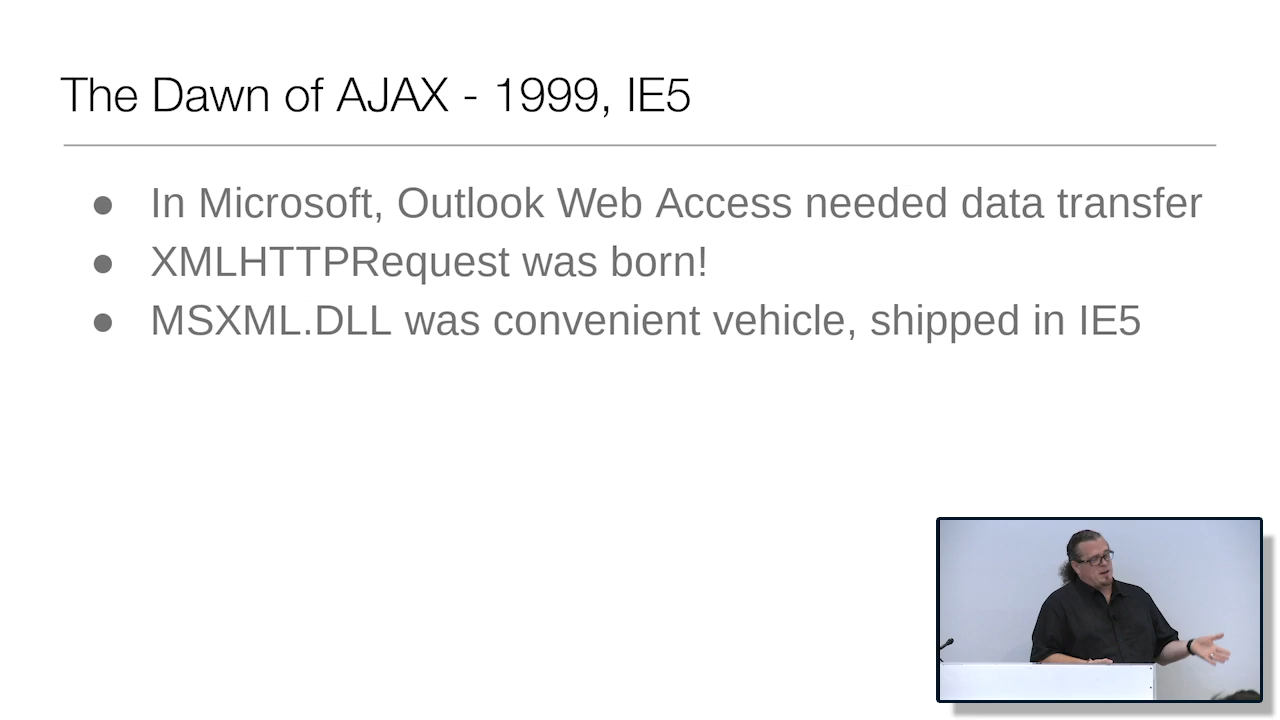 The Dawn of AJAX - 1999, IE5
● In Microsoft, Outlook Web Access needed data transfer
● XMLHTTPRequest was born!
● MSXML.DLL was convenient vehicle, shipped in IE5